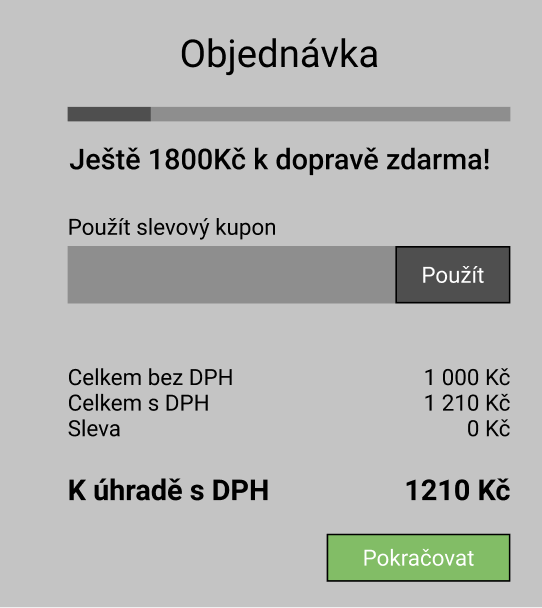 Objednávka
Ještě 1800Kč k dopravě zdarma!
Použít slevový kupon
Použít
Celkem bez DPH 1 000 Kč
Celkem s DPH 1 210 Kč
Sleva 0 Kč
K úhradě s DPH 1210 Kč
Pokračovat